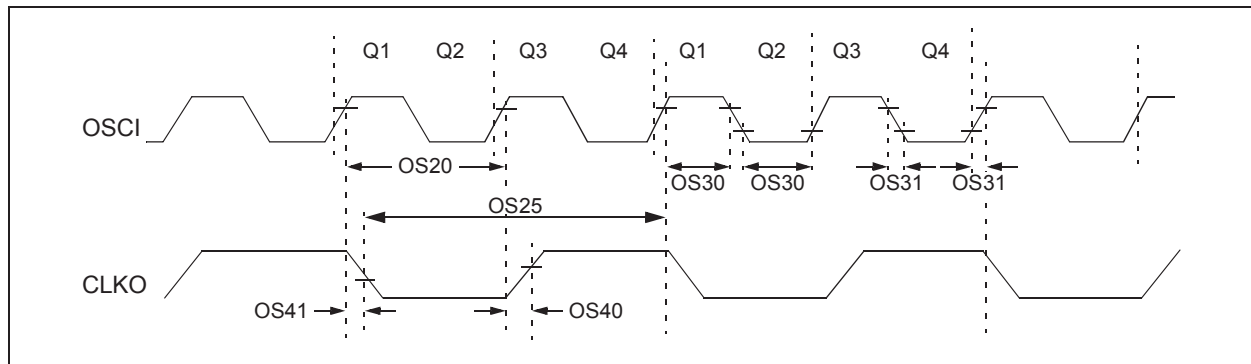 Q1 Q2 Q3 Q4 Q1 Q2 Q3 Q4
OSCI
OS20
OS30 OS30 OS31 OS31
OS25
CLKO
OS41 OS40